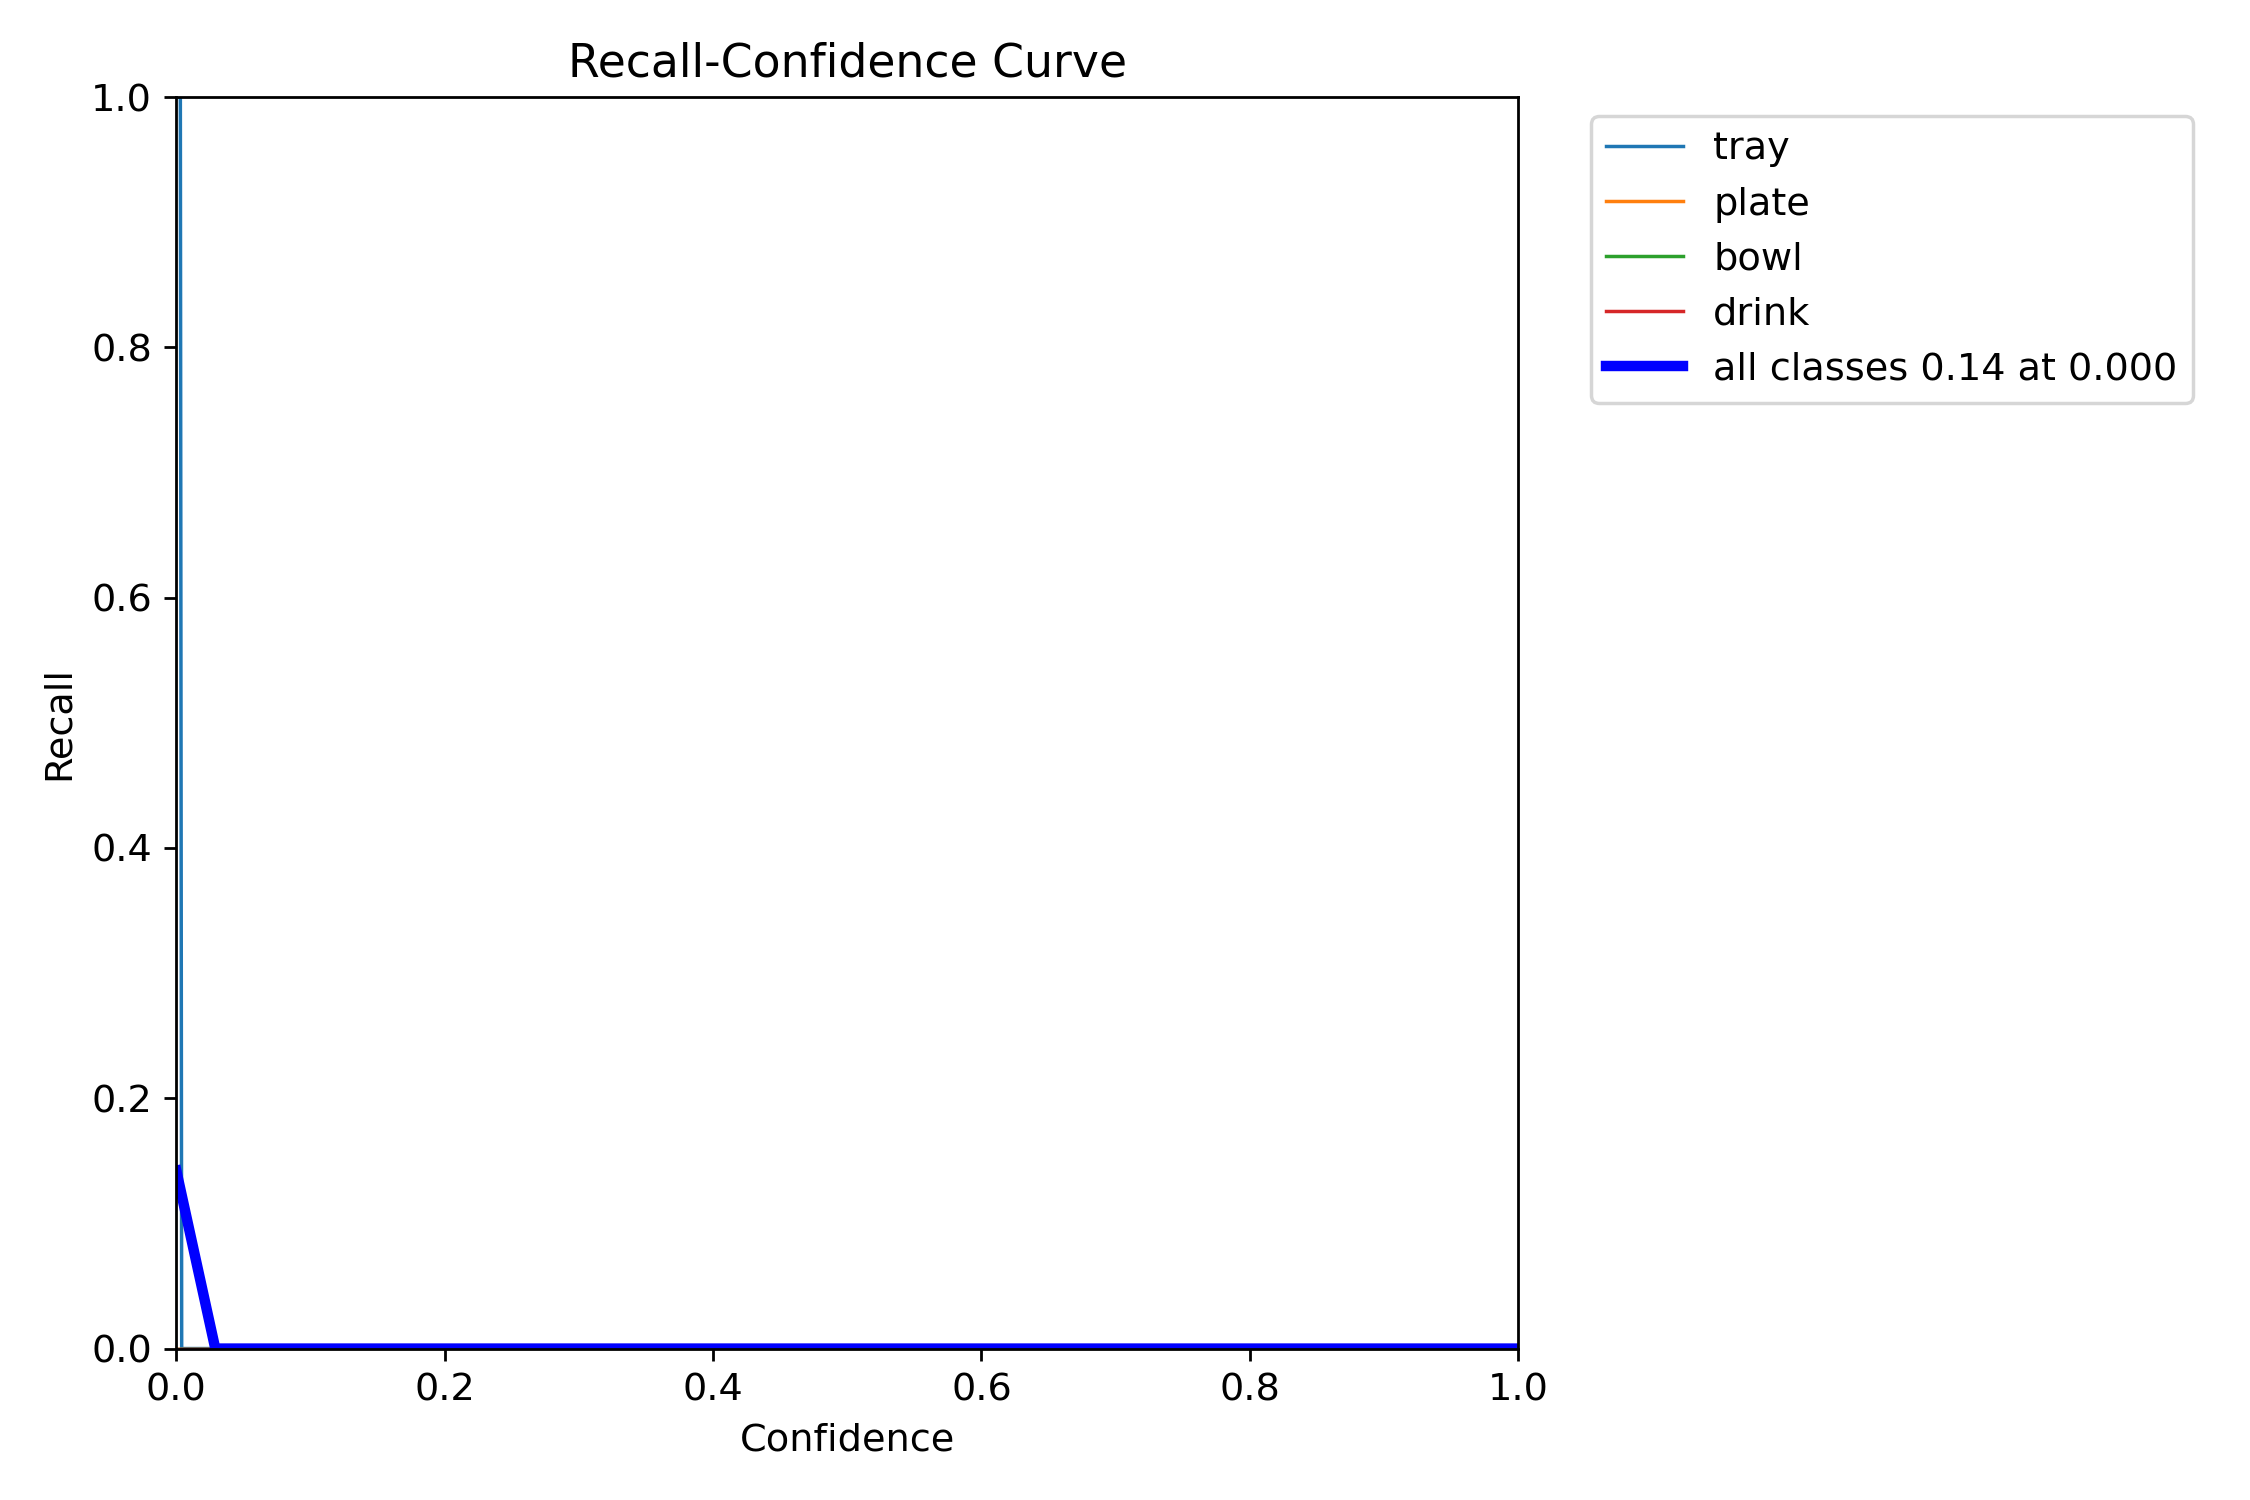 Recall-Confidence Curve
1.0
0.8
0.6
0.4
0.2
0.0
Recall
0.0 0.2 0.4 0.6 0.8 1.0
Confidence
tray
plate
bowl
drink
all classes 0.14 at 0.000